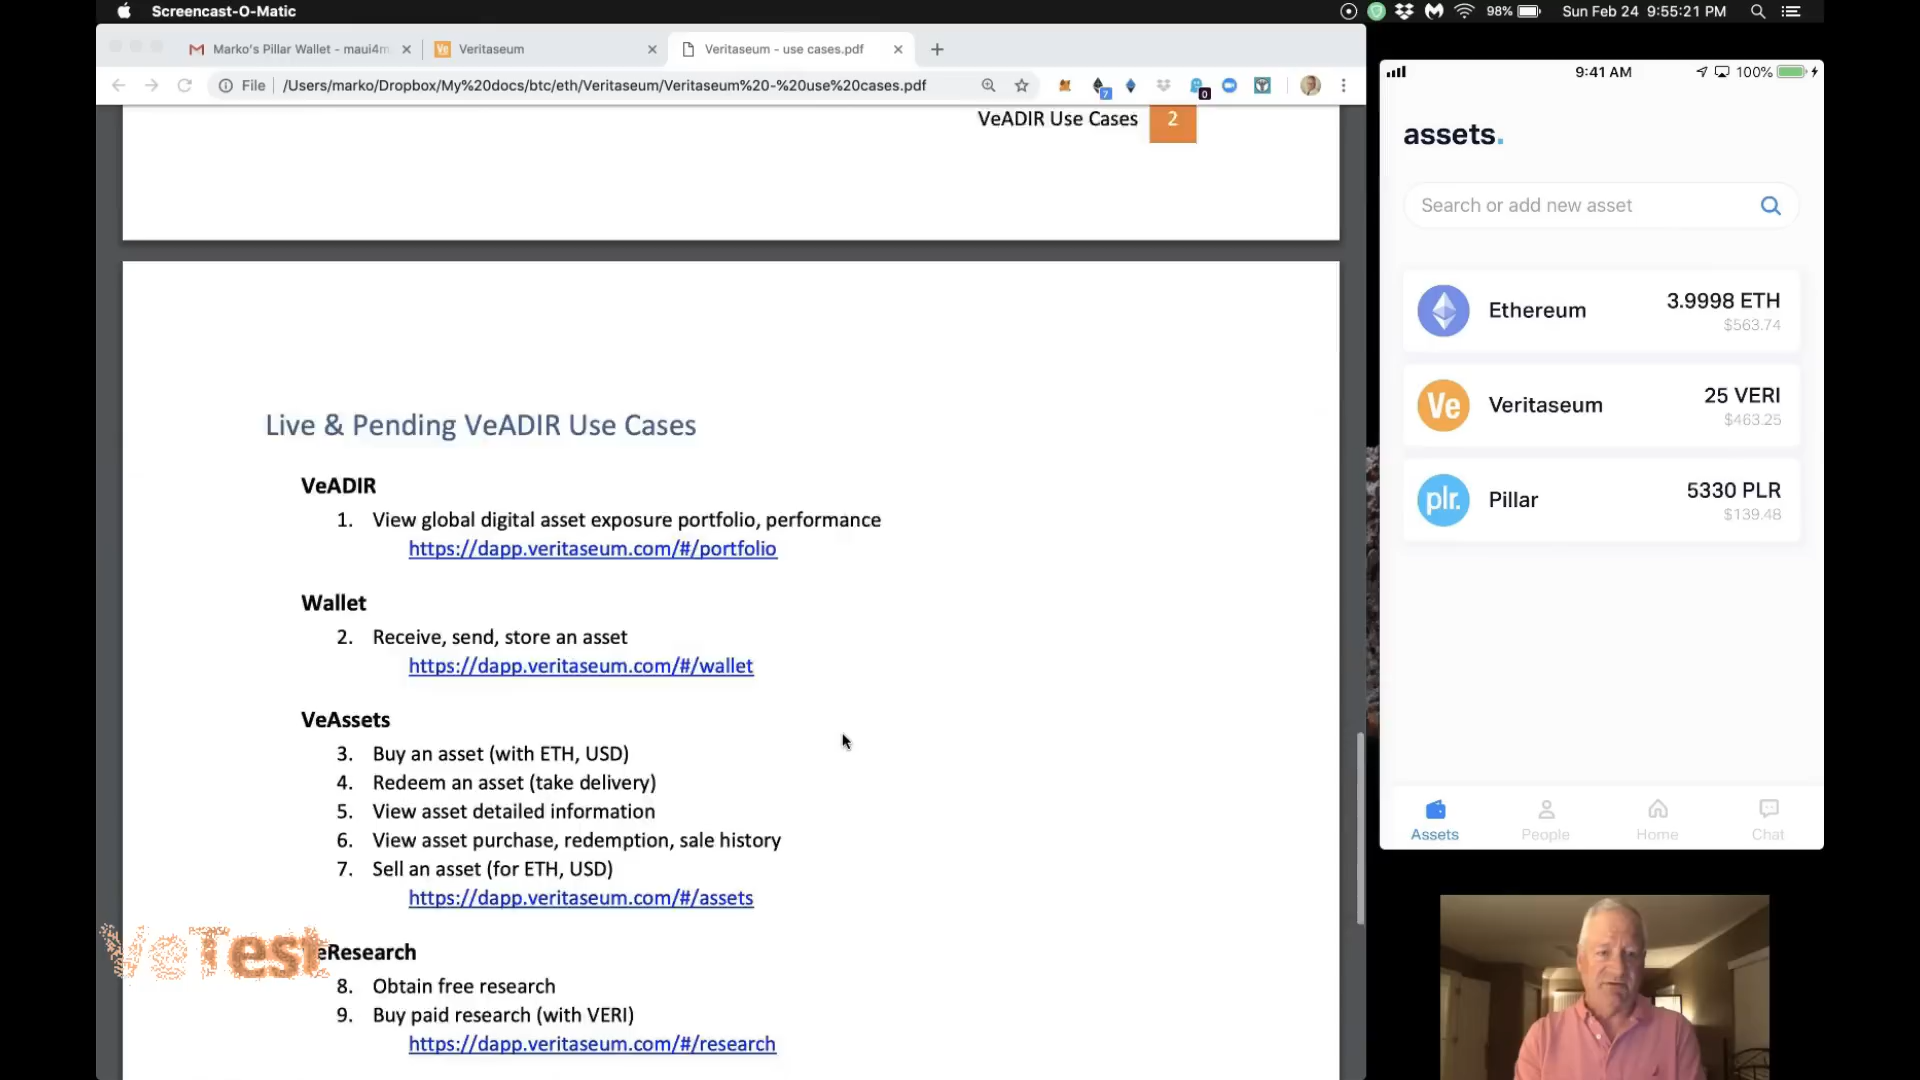 Screencast-O-Matic
98%
Sun Feb 24 9:55:21 PM
Marko's Pillar Wallet - maui4m
Veritaseum
Veritaseum - use cases.pdf
File
/Users/marko/Dropbox/My%20docs/btc/eth/Veritaseum/Veritaseum%20-%20use%20cases.pdf
7
0
VeADIR Use Cases 2
Live & Pending VeADIR Use Cases
VeADIR
1. View global digital asset exposure portfolio, performance
https://dapp.veritaseum.com/#/portfolio
Wallet
2. Receive, send, store an asset
https://dapp.veritaseum.com/#/wallet
VeAssets
3. Buy an asset (with ETH, USD)
4. Redeem an asset (take delivery)
5. View asset detailed information
6. View asset purchase, redemption, sale history
7. Sell an asset (for ETH, USD)
https://dapp.veritaseum.com/#/assets
VeTest
eResearch
8. Obtain free research
9. Buy paid research (with VERI)
https://dapp.veritaseum.com/#/research
9:41 AM
100%
assets.
Search or add new asset
Ethereum
3.9998 ETH
$563.74
Ve
Veritaseum
25 VERI
$463.25
plr.
Pillar
5330 PLR
$139.48
Assets
People
Home
Chat